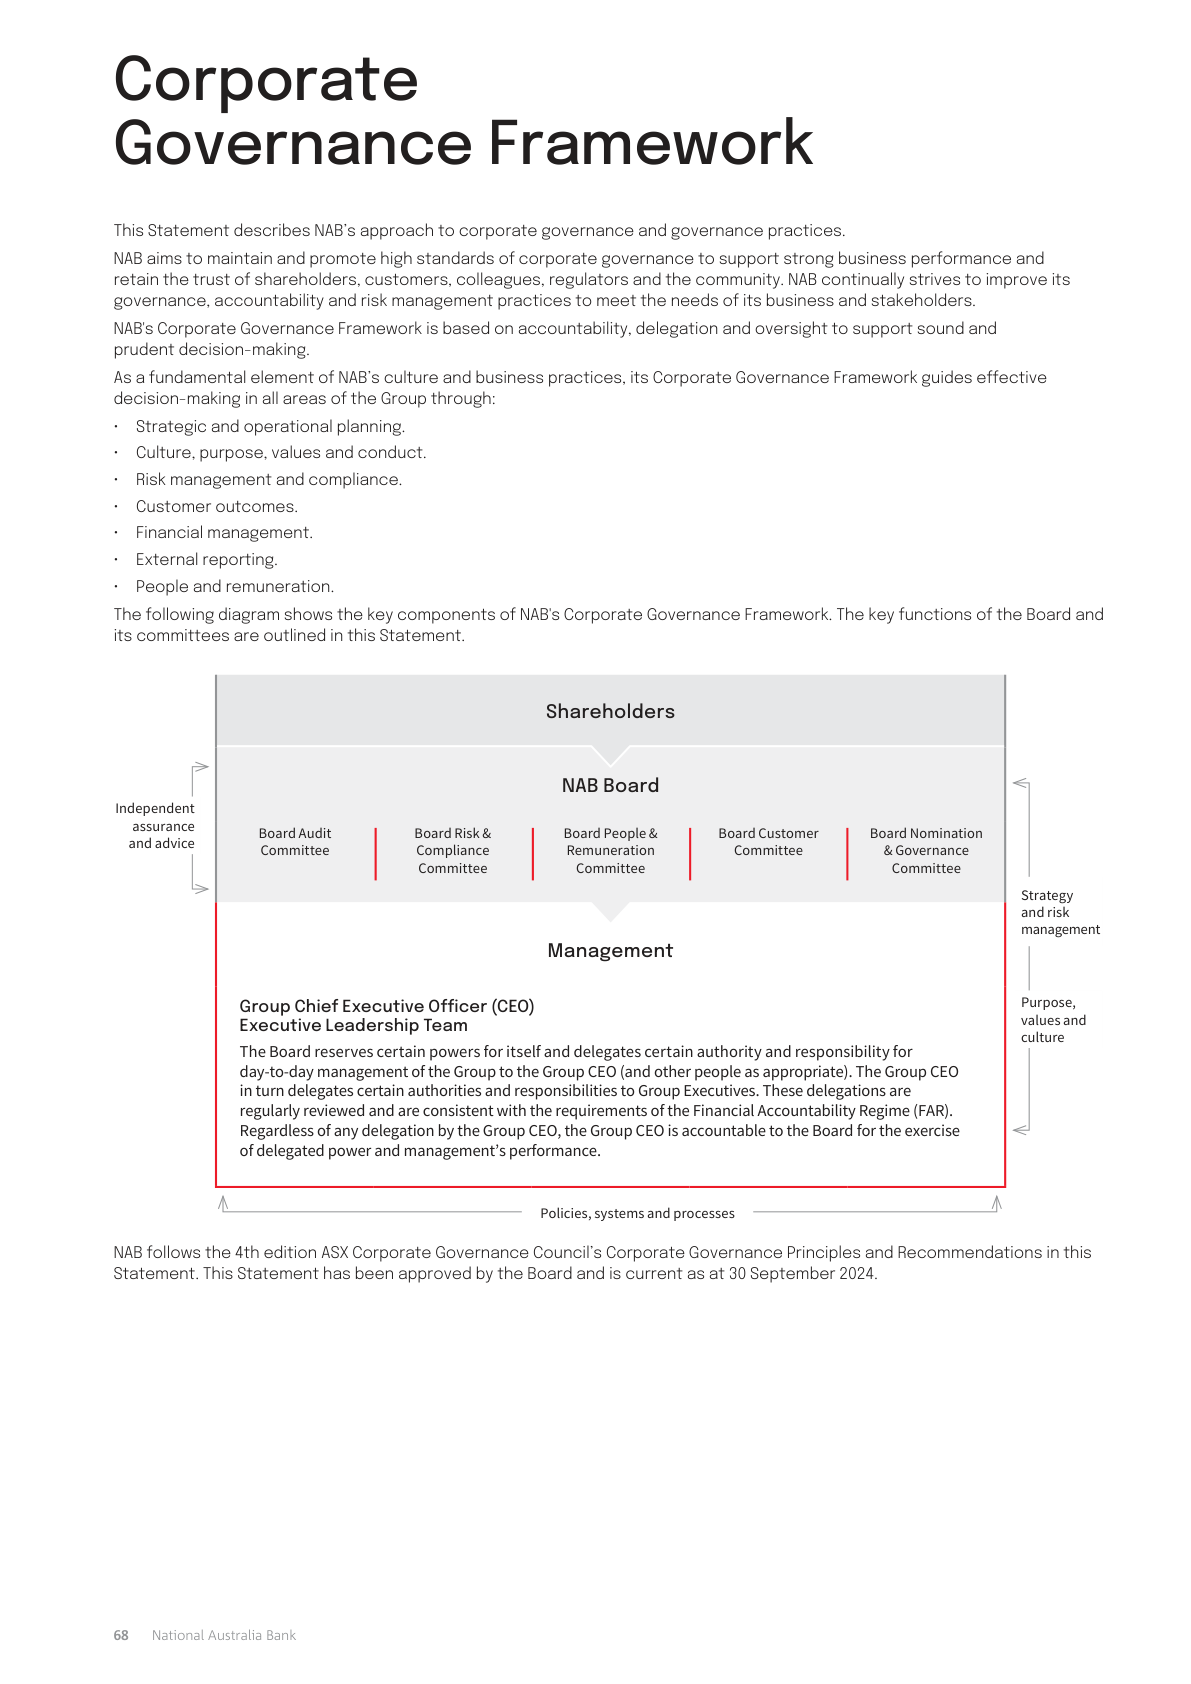 Corporate
Governance Framework
This Statement describes NAB’s approach to corporate governance and governance practices.
NAB aims to maintain and promote high standards of corporate governance to support strong business performance and
retain the trust of shareholders, customers, colleagues, regulators and the community. NAB continually strives to improve its
governance, accountability and risk management practices to meet the needs of its business and stakeholders.
NAB's Corporate Governance Framework is based on accountability, delegation and oversight to support sound and
prudent decision-making.
As a fundamental element of NAB’s culture and business practices, its Corporate Governance Framework guides effective
decision-making in all areas of the Group through:
• Strategic and operational planning.
• Culture, purpose, values and conduct.
• Risk management and compliance.
• Customer outcomes.
• Financial management.
• External reporting.
• People and remuneration.
The following diagram shows the key components of NAB's Corporate Governance Framework. The key functions of the Board and
its committees are outlined in this Statement.
Shareholders
NAB Board
Independent
assurance
and advice
Board Audit
Committee
Board Risk &
Compliance
Committee
Board People &
Remuneration
Committee
Board Customer
Committee
Board Nomination
& Governance
Committee
Strategy
and risk
management
Purpose,
values and
culture
Management
Group Chief Executive Officer (CEO)
Executive Leadership Team
The Board reserves certain powers for itself and delegates certain authority and responsibility for
day-to-day management of the Group to the Group CEO (and other people as appropriate). The Group CEO
in turn delegates certain authorities and responsibilities to Group Executives. These delegations are
regularly reviewed and are consistent with the requirements of the Financial Accountability Regime (FAR).
Regardless of any delegation by the Group CEO, the Group CEO is accountable to the Board for the exercise
of delegated power and management’s performance.
Policies, systems and processes
NAB follows the 4th edition ASX Corporate Governance Council’s Corporate Governance Principles and Recommendations in this
Statement. This Statement has been approved by the Board and is current as at 30 September 2024.
68 National Australia Bank